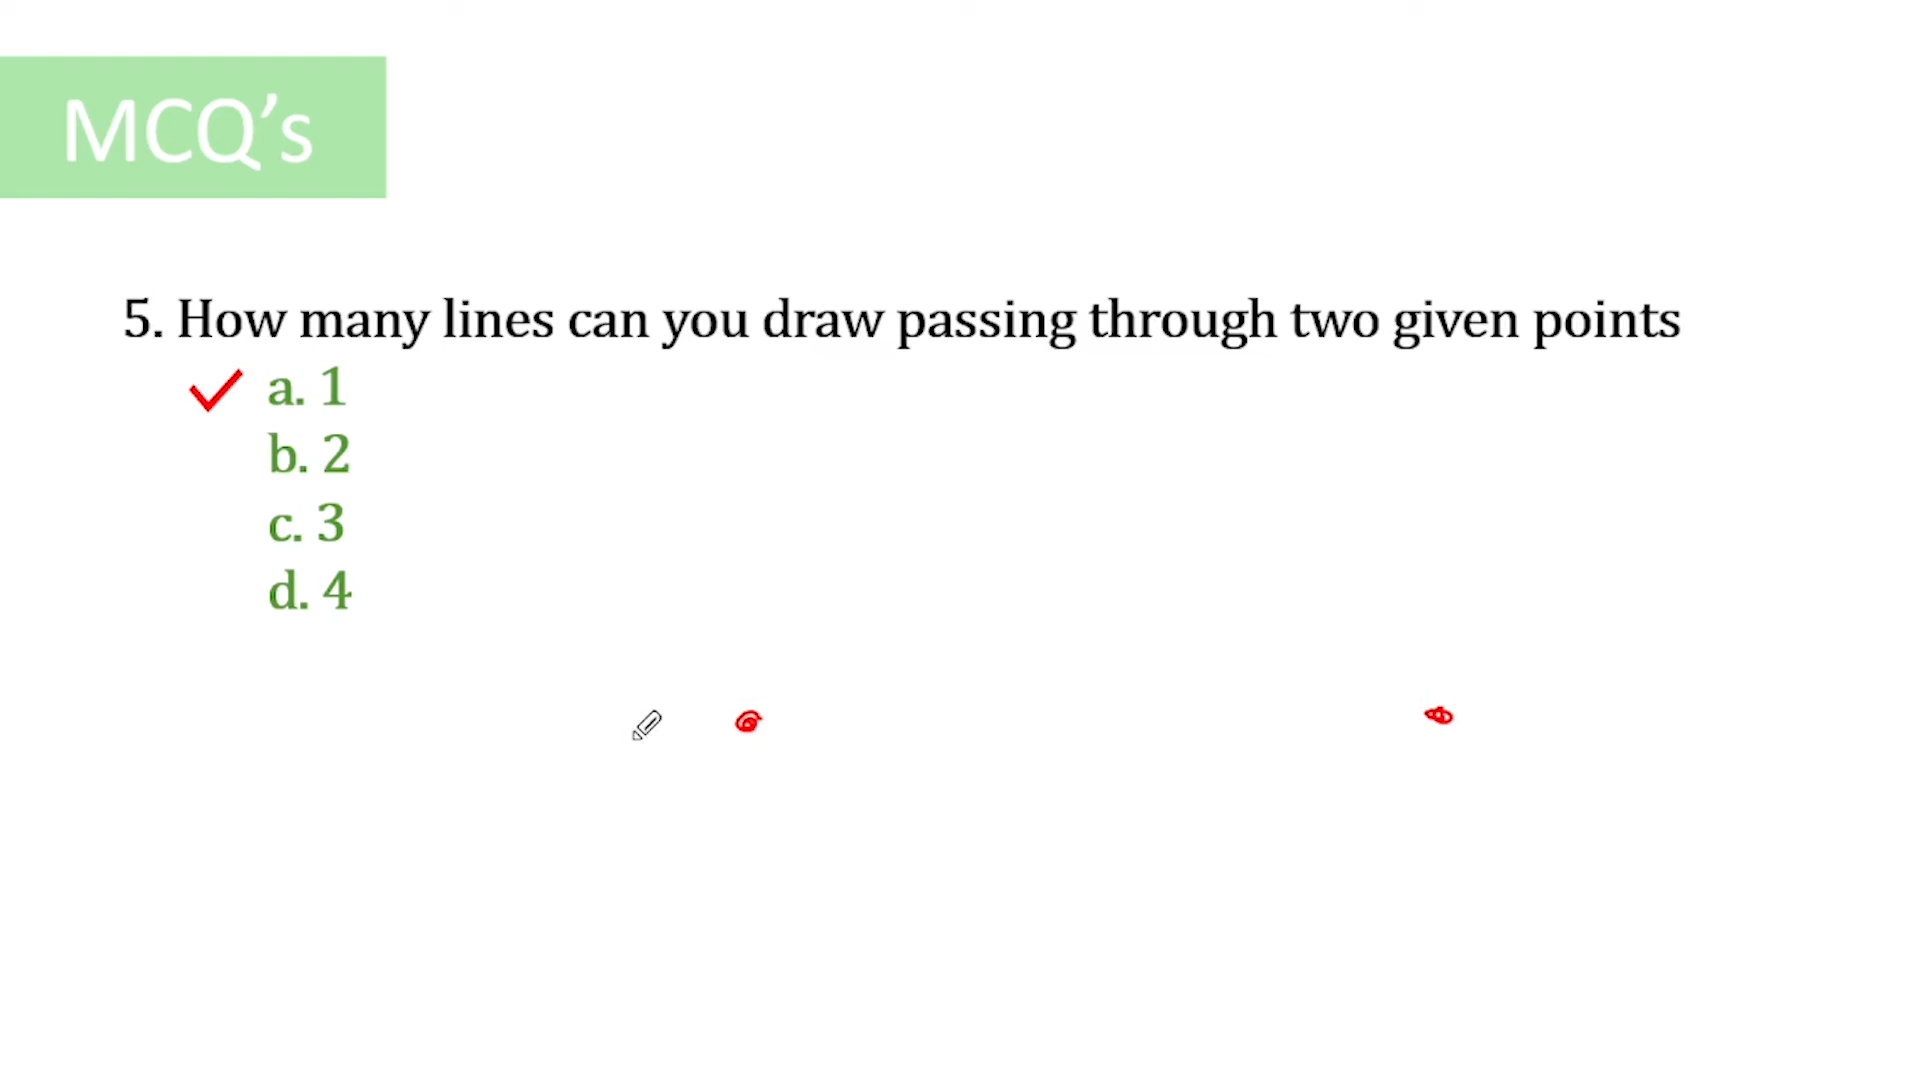 MCQ’s
5. How many lines can you draw passing through two given points
a. 1
b. 2
c. 3
d. 4